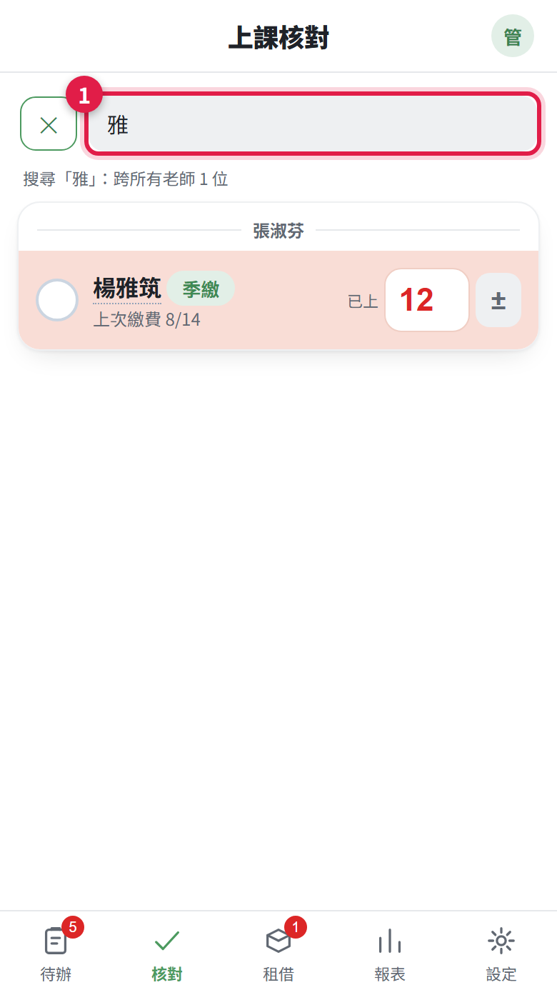 上課核對
管
1
雅
搜尋「雅」：跨所有老師 1 位
張淑芬
楊雅筑 季繳
上次繳費 8/14
已上 12 ±
5
1
待辦 核對 租借 報表 設定